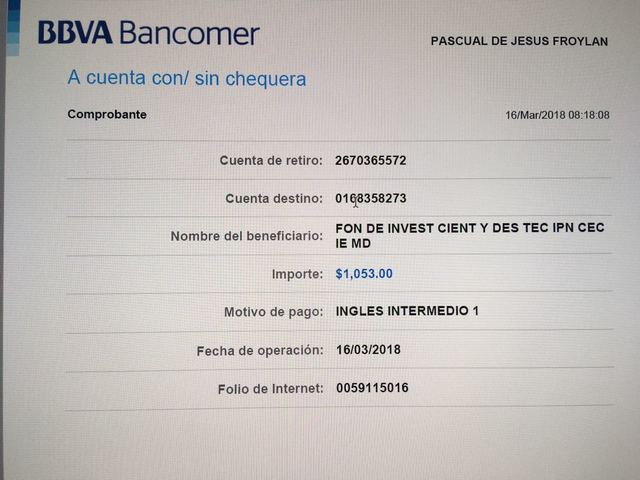 BBVA Bancomer
PASCUAL DE JESUS FROYLAN
A cuenta con/ sin chequera
Comprobante
16/Mar/2018 08:18:08
Cuenta de retiro: 2670365572
Cuenta destino: 0168358273
Nombre del beneficiario: FON DE INVEST CIENT Y DES TEC IPN CEC
IE MD
Importe: $1,053.00
Motivo de pago: INGLES INTERMEDIO 1
Fecha de operación: 16/03/2018
Folio de Internet: 0059115016